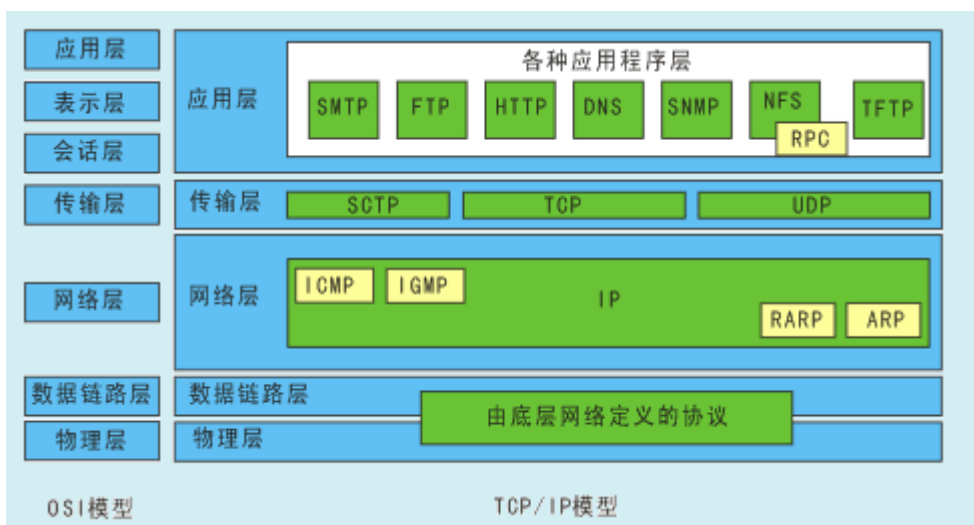 应用层
表示层
会话层
传输层
网络层
数据链路层
物理层
OSI模型
应用层
各种应用程序层
SMTP FTP HTTP DNS SNMP NFS TFTP
RPC
传输层 SCTP TCP UDP
网络层
ICMP IGMP
IP
RARP ARP
数据链路层
由底层网络定义的协议
物理层
TCP/IP模型